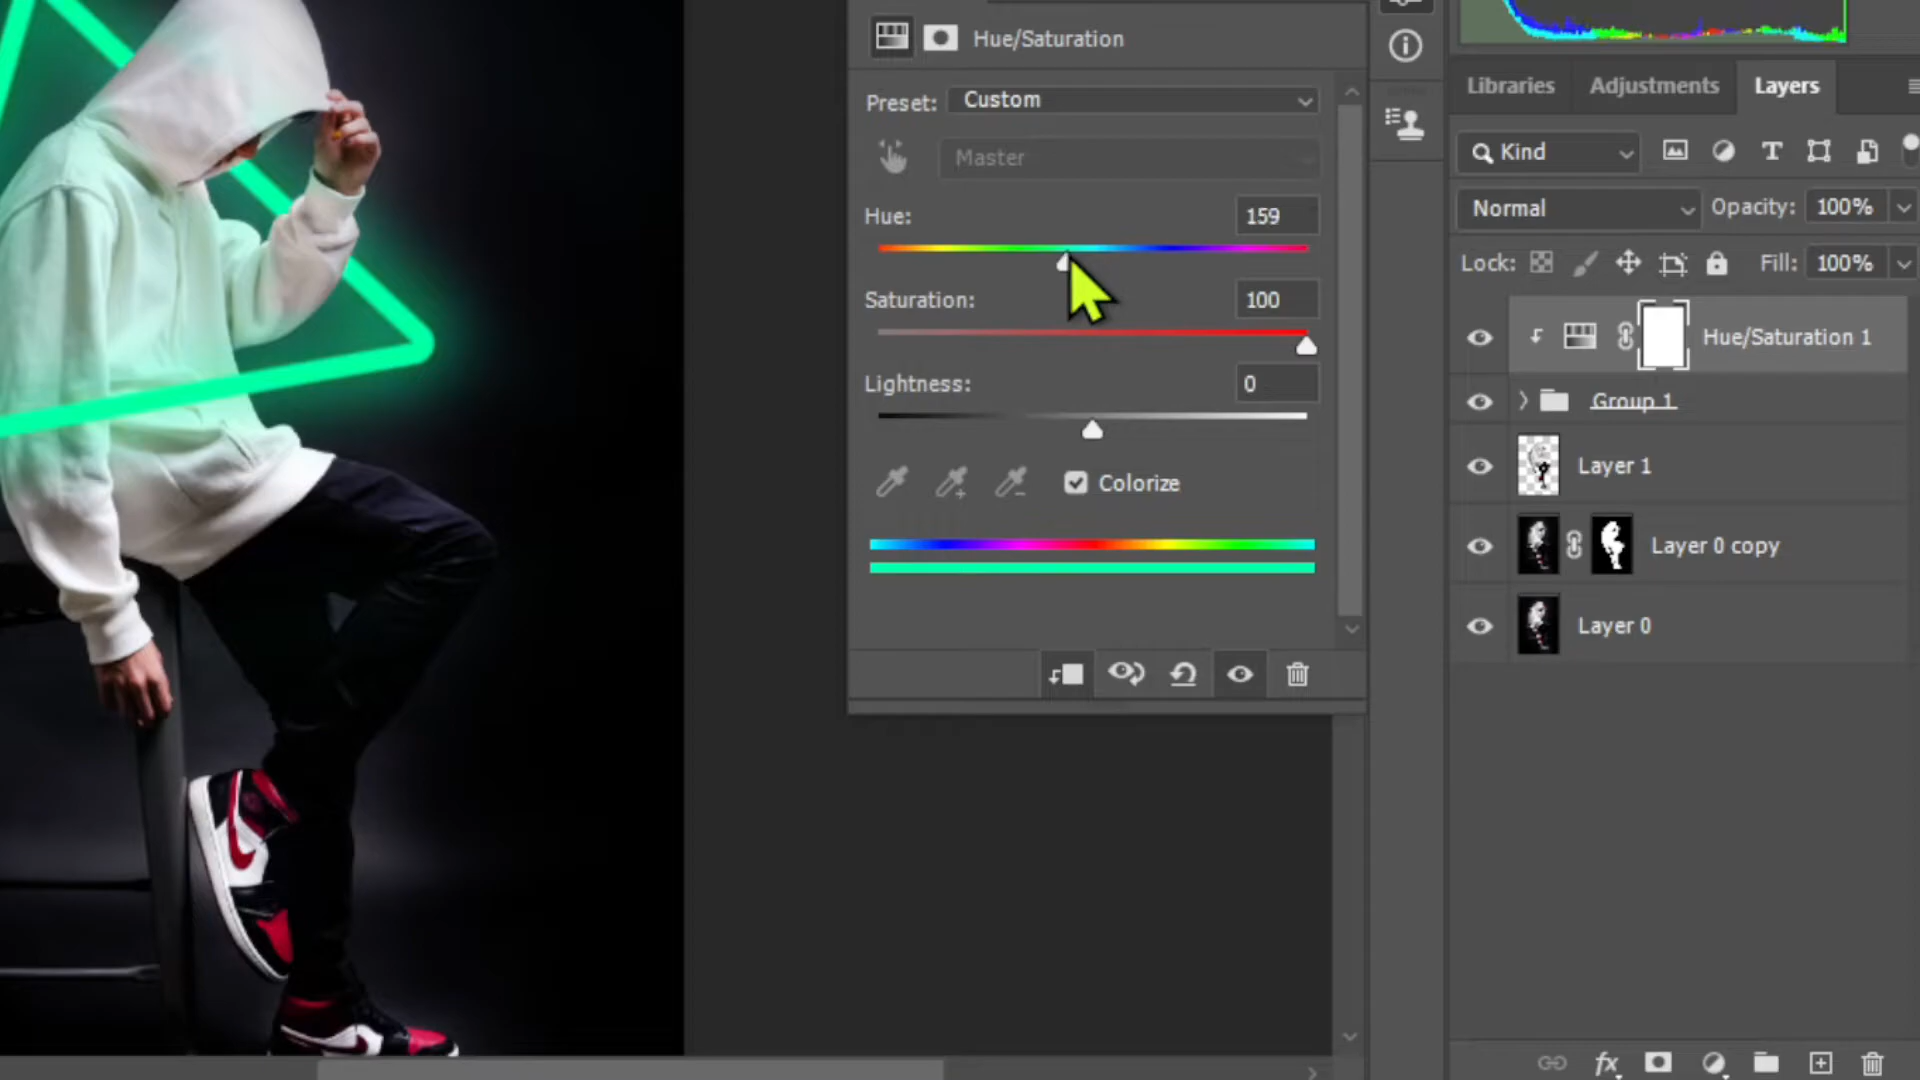 Hue/Saturation
Preset: Custom
Master
Hue: 159
Saturation: 100
Lightness: 0
Colorize
Libraries Adjustments Layers
Kind
Normal Opacity: 100%
Lock: Fill: 100%
Hue/Saturation 1
Group 1
Layer 1
Layer 0 copy
Layer 0
fx